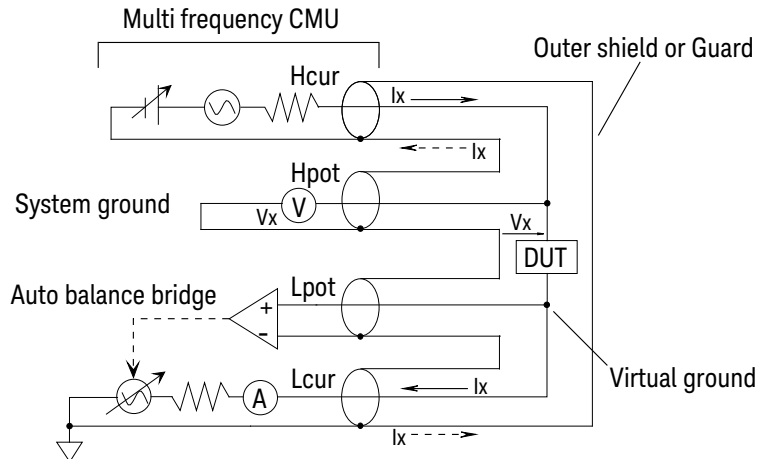 Multi frequency CMU
Outer shield or Guard
Hcur
Ix
Ix
Hpot
System ground
V
Vx
Vx
DUT
Lpot
Auto balance bridge
+
-
Virtual ground
Lcur
Ix
A
Ix